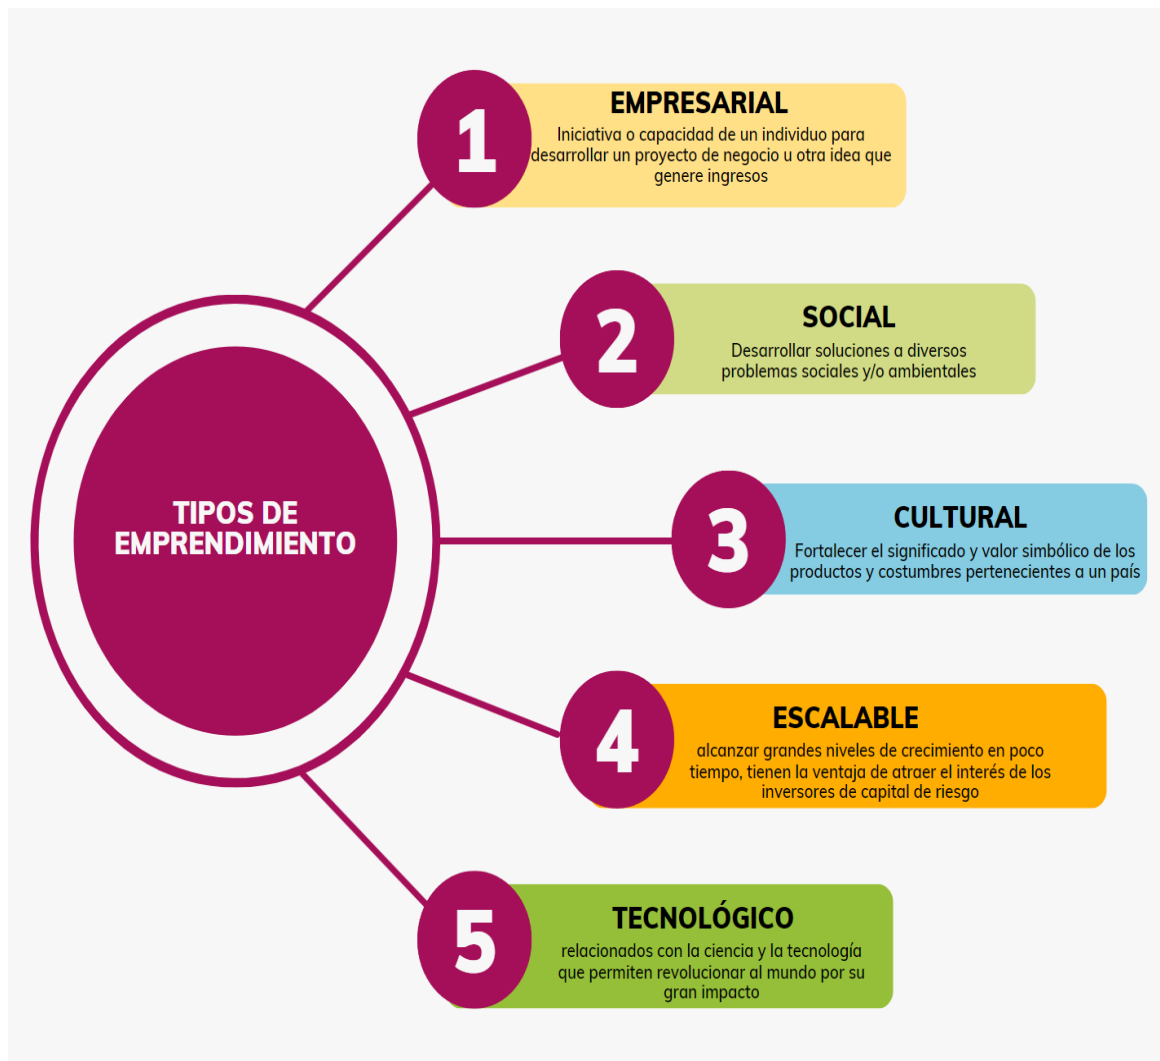 TIPOS DE
EMPRENDIMIENTO
1
EMPRESARIAL
Iniciativa o capacidad de un individuo para
desarrollar un proyecto de negocio u otra idea que
genere ingresos
2
SOCIAL
Desarrollar soluciones a diversos
problemas sociales y/o ambientales
3
CULTURAL
Fortalecer el significado y valor simbólico de los
productos y costumbres pertenecientes a un país
4
ESCALABLE
alcanzar grandes niveles de crecimiento en poco
tiempo, tienen la ventaja de atraer el interés de los
inversores de capital de riesgo
5
TECNOLÓGICO
relacionados con la ciencia y la tecnología
que permiten revolucionar al mundo por su
gran impacto